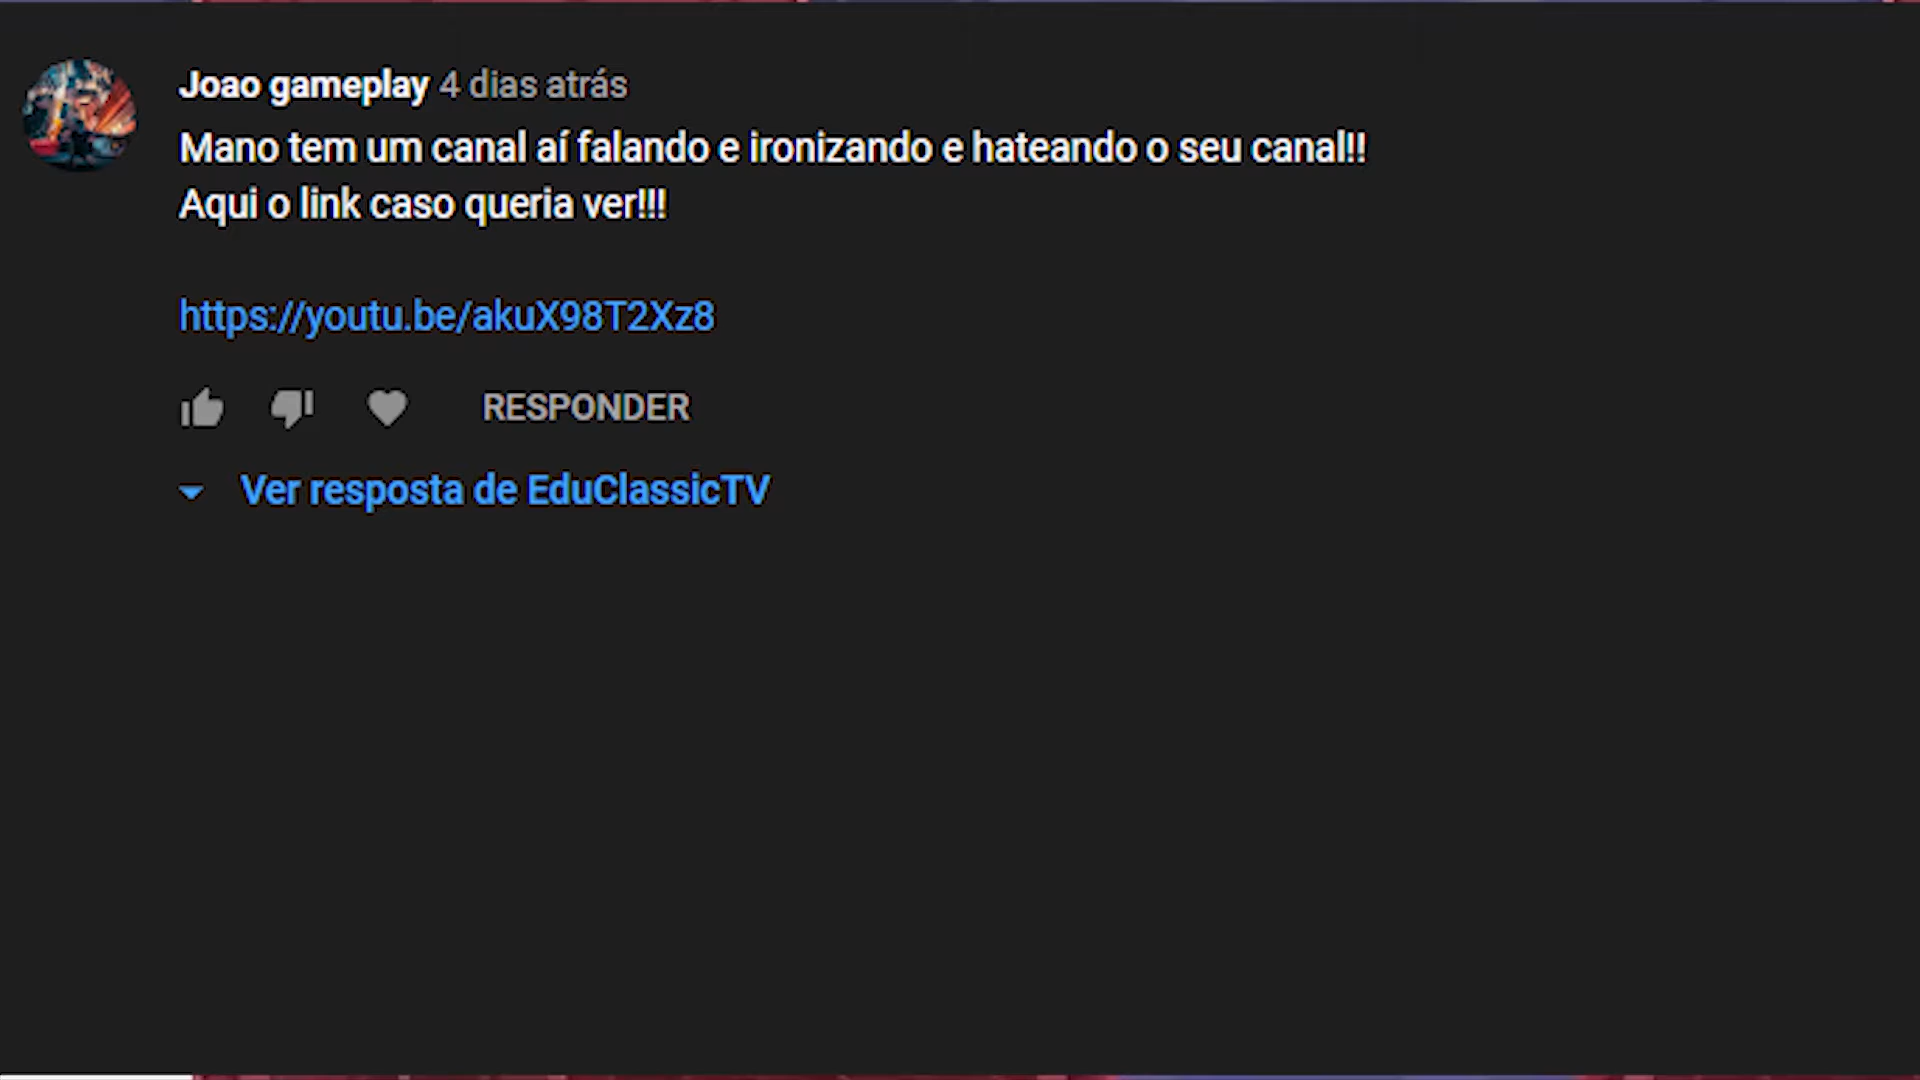 Joao gameplay 4 dias atrás
Mano tem um canal aí falando e ironizando e hateando o seu canal!!
Aqui o link caso queria ver!!!
https://youtu.be/akuX98T2Xz8
RESPONDER
Ver resposta de EduClassicTV